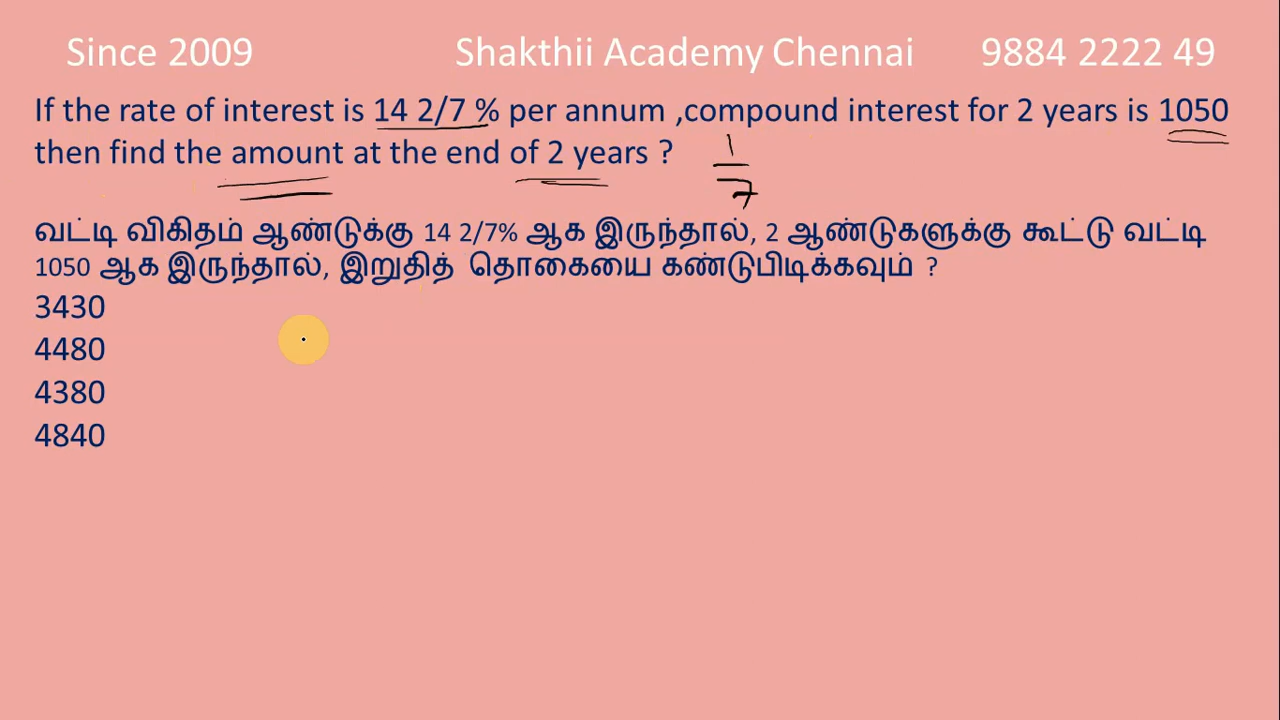 Since 2009 Shakthii Academy Chennai 9884 2222 49
If the rate of interest is 14 2/7 % per annum ,compound interest for 2 years is 1050
then find the amount at the end of 2 years ?
1
7
வட்டி விகிதம் ஆண்டுக்கு 14 2/7% ஆக இருந்தால், 2 ஆண்டுகளுக்கு கூட்டு வட்டி
1050 ஆக இருந்தால், இறுதித் தொகையை கண்டுபிடிக்கவும் ?
3430
4480
4380
4840